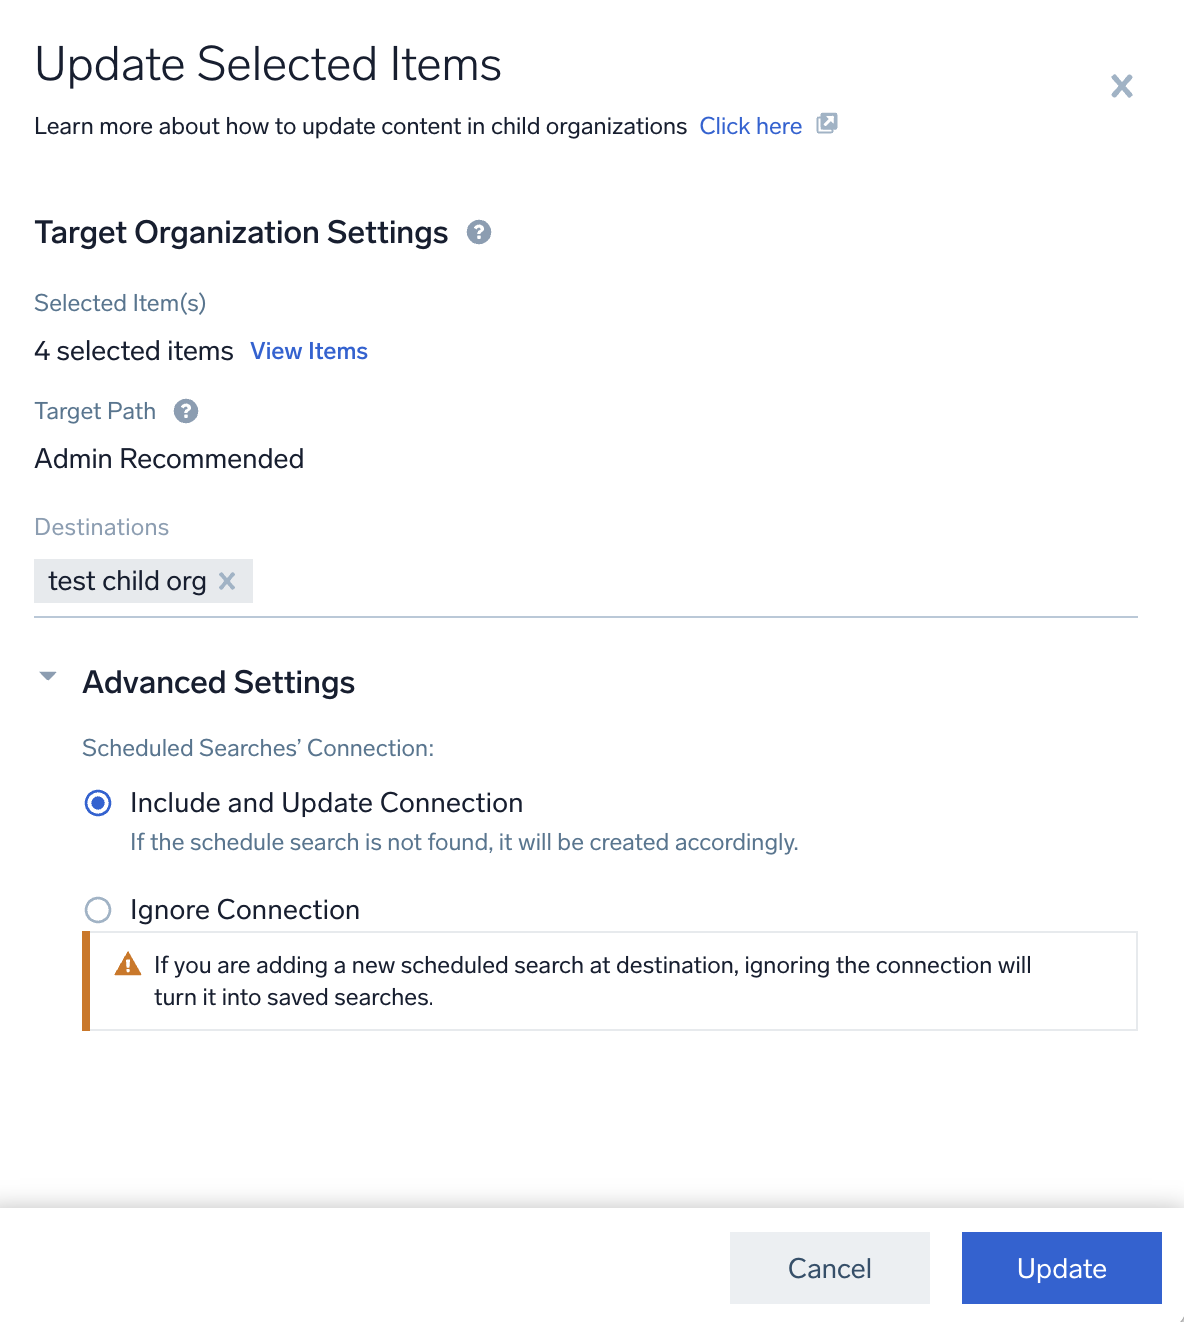 Update Selected Items
Learn more about how to update content in child organizations Click here
Target Organization Settings
Selected Item(s)
4 selected items View Items
Target Path
Admin Recommended
Destinations
test child org
Advanced Settings
Scheduled Searches’ Connection:
Include and Update Connection
If the schedule search is not found, it will be created accordingly.
Ignore Connection
If you are adding a new scheduled search at destination, ignoring the connection will
turn it into saved searches.
Cancel Update